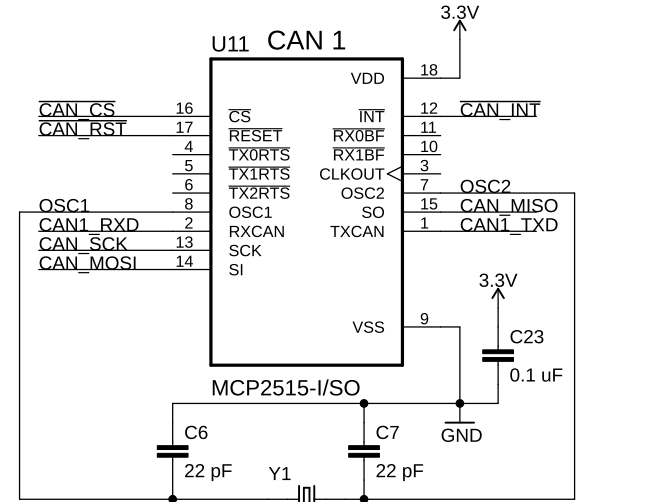 3.3V
U11 CAN 1
VDD 18
CAN_CS 16 CS INT 12 CAN_INT
CAN_RST 17 RESET RX0BF 11
4 TX0RTS RX1BF 10
5 TX1RTS CLKOUT 3
6 TX2RTS OSC2 7 OSC2
OSC1 8 OSC1 SO 15 CAN_MISO
CAN1_RXD 2 RXCAN TXCAN 1 CAN1_TXD
CAN_SCK 13 SCK
CAN_MOSI 14 SI
3.3V
VSS 9
C23
0.1 uF
MCP2515-I/SO
C6 C7 GND
22 pF 22 pF
Y1